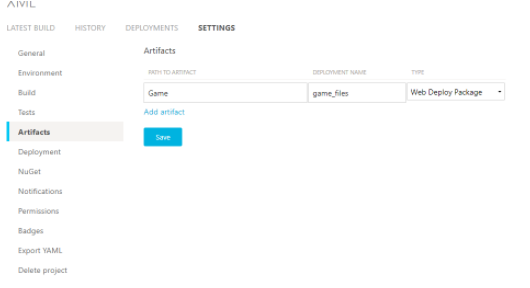 LATEST BUILD HISTORY DEPLOYMENTS SETTINGS
General
Environment
Build
Tests
Artifacts
Deployment
NuGet
Notifications
Permissions
Badges
Export YAML
Delete project
Artifacts
PATH TO ARTIFACT DEPLOYMENT NAME TYPE
Game game_files Web Deploy Package
Add artifact
Save